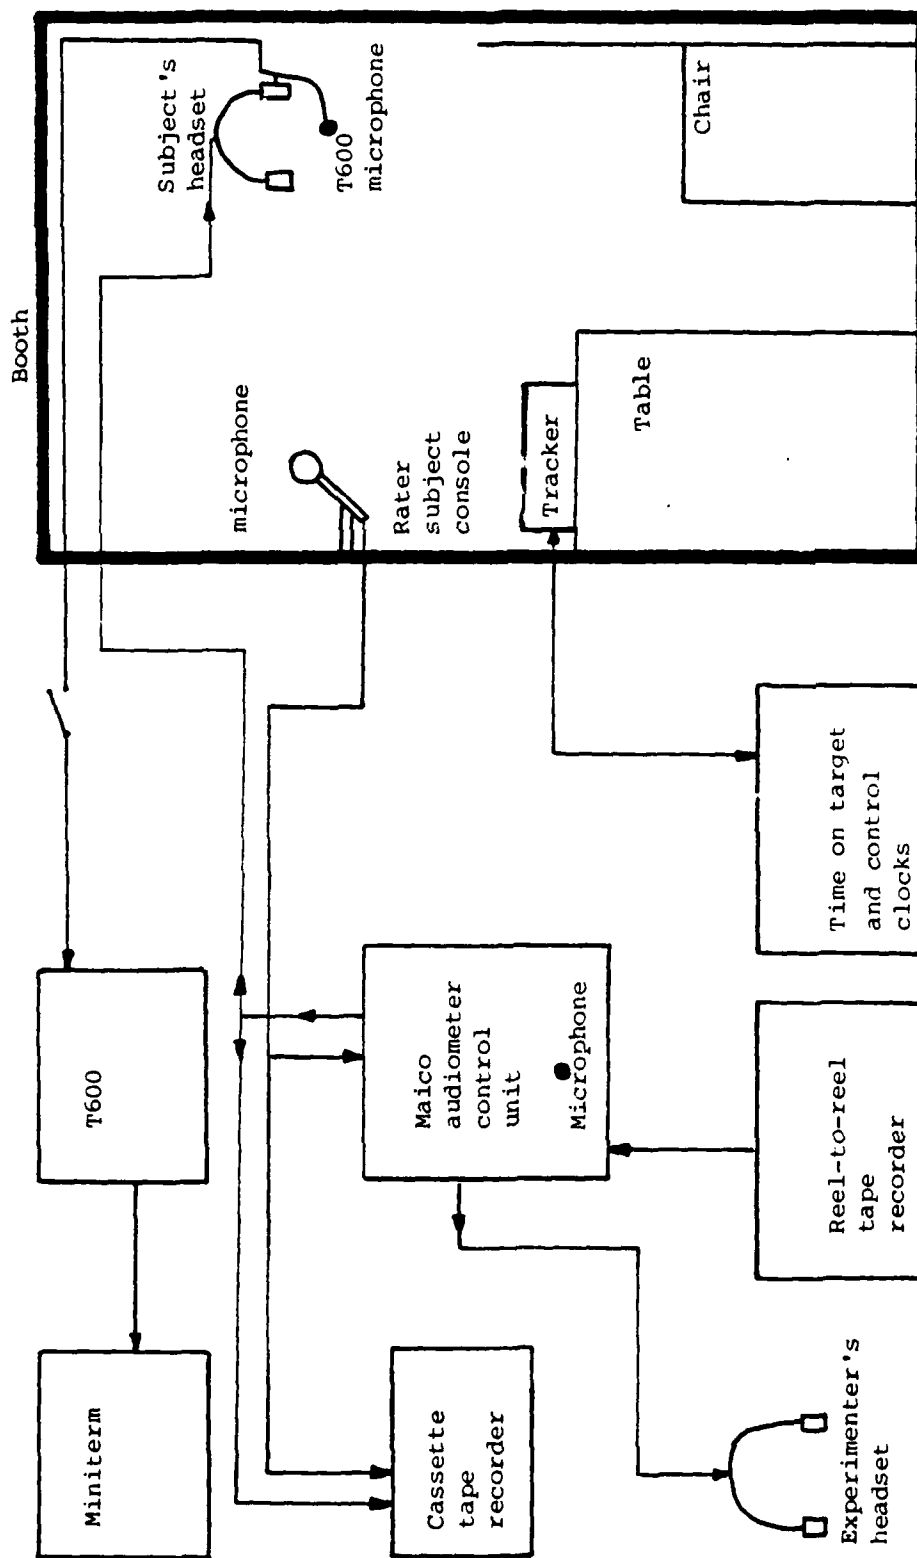 Booth
Subject's
headset
T600
microphone
microphone
Rater
subject
console
Tracker
Table
Chair
T600
Miniterm
Maico
audiometer
control
unit
Microphone
Cassette
tape
recorder
Time on target
and control
clocks
Reel-to-reel
tape
recorder
Experimenter's
headset